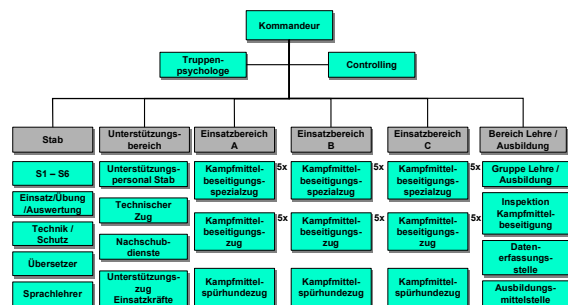 Kommandeur
Truppen-
psychologe
Controlling
Stab
Unterstützungs-
bereich
Einsatzbereich
A
Einsatzbereich
B
Einsatzbereich
C
Bereich Lehre /
Ausbildung
S1 – S6
Einsatz/Übung
/Auswertung
Technik /
Schutz
Übersetzer
Sprachlehrer
Unterstützungs-
personal Stab
Technischer
Zug
Nachschub-
dienste
Unterstützungs-
zug
Einsatzkräfte
Kampfmittel-
beseitigungs-
spezialzug
5x
Kampfmittel-
beseitigungs-
zug
5x
Kampfmittel-
spürhundezug
Kampfmittel-
beseitigungs-
spezialzug
5x
Kampfmittel-
beseitigungs-
zug
5x
Kampfmittel-
spürhundezug
Kampfmittel-
beseitigungs-
spezialzug
5x
Kampfmittel-
beseitigungs-
zug
5x
Kampfmittel-
spürhundezug
Gruppe Lehre /
Ausbildung
Inspektion
Kampfmittel-
beseitigung
Daten-
erfassungs-
stelle
Ausbildungs-
mittelstelle